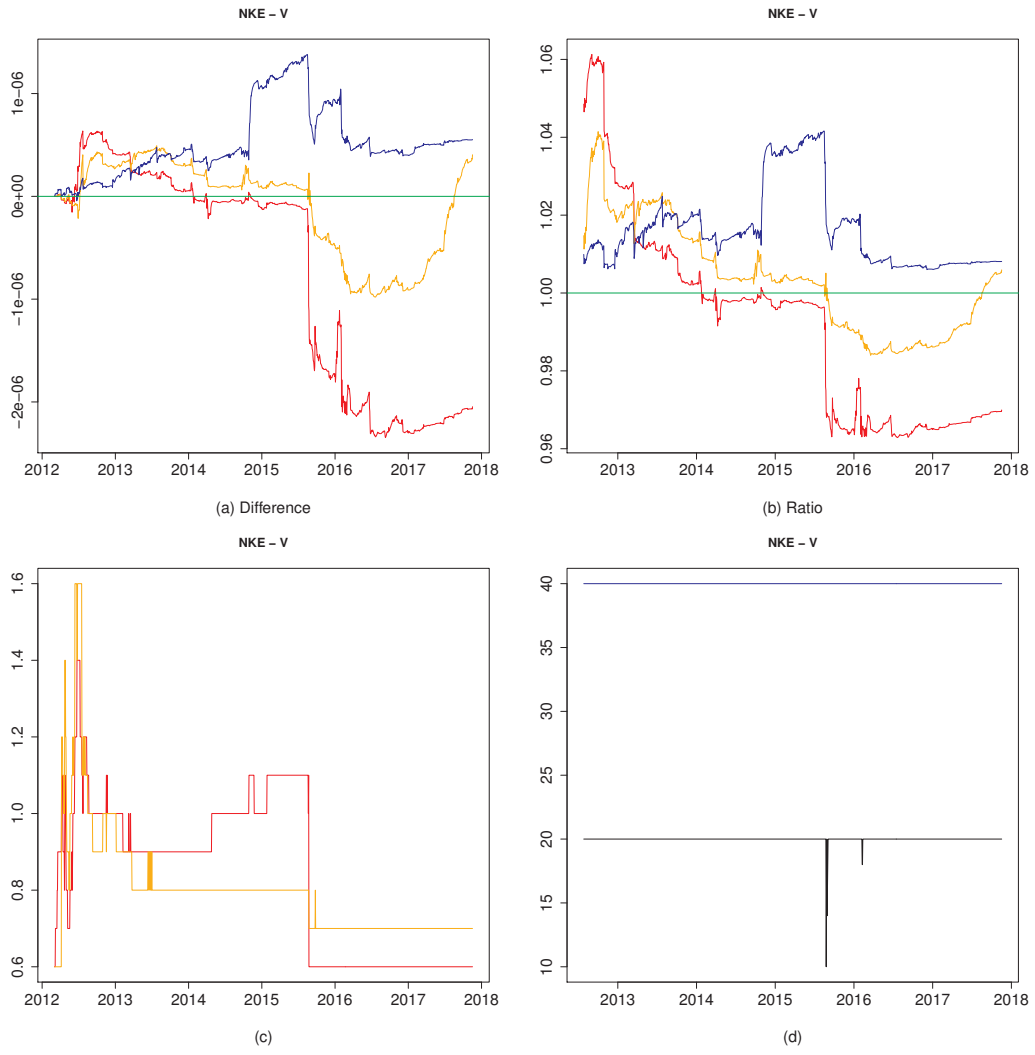 NKE – V
1e−06
0e+00
−1e−06
−2e−06
2012 2013 2014 2015 2016 2017 2018
(a) Difference
NKE – V
1.06
1.04
1.02
1.00
0.98
0.96
2013 2014 2015 2016 2017 2018
(b) Ratio
NKE – V
1.6
1.4
1.2
1.0
0.8
0.6
2012 2013 2014 2015 2016 2017 2018
(c)
NKE – V
40
35
30
25
20
15
10
2013 2014 2015 2016 2017 2018
(d)